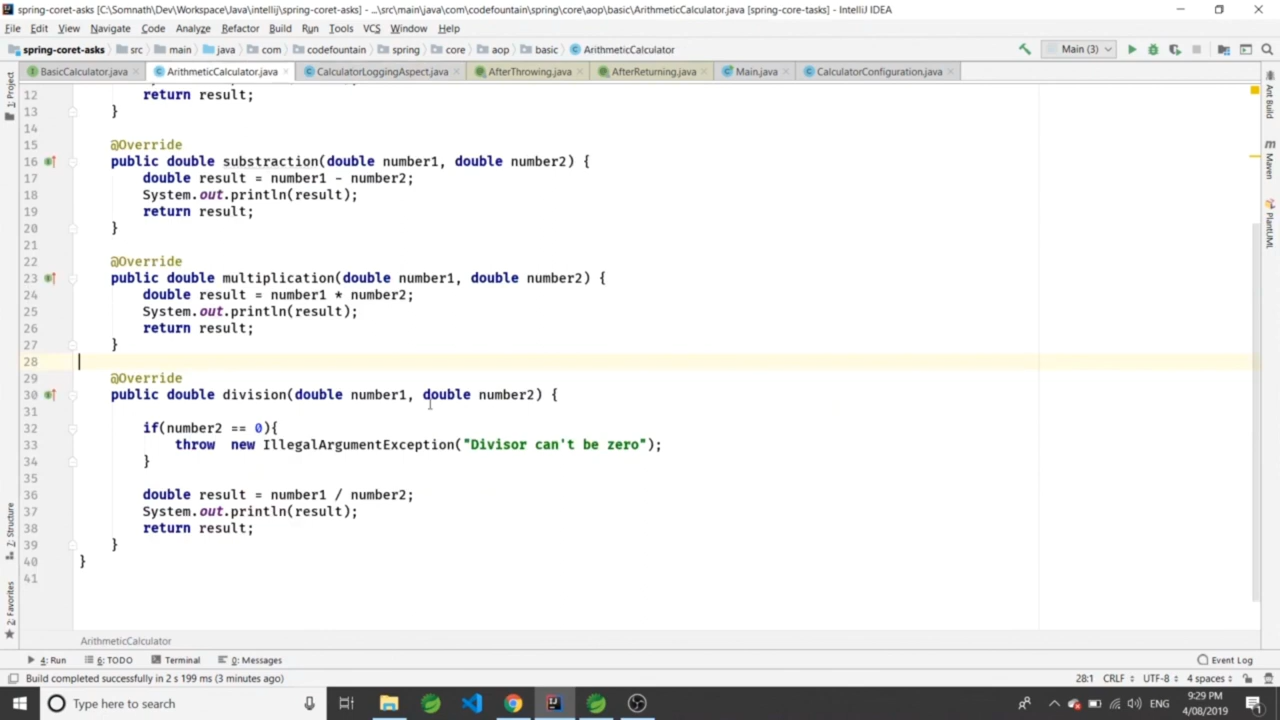 spring-coret-asks [C:\Somnath\Dev\Workspace\Java\intellij\spring-coret-asks] - ...\src\main\java\com\codefountain\spring\core\aop\basic\ArithmeticCalculator.java [spring-core-tasks] - IntelliJ IDEA
File Edit View Navigate Code Analyze Refactor Build Run Tools VCS Window Help
spring-coret-asks src main java com codefountain spring core aop basic ArithmeticCalculator Main (3)
BasicCalculator.java ArithmeticCalculator.java CalculatorLoggingAspect.java AfterThrowing.java AfterReturning.java Main.java CalculatorConfiguration.java
1: Project
Ant Build
Maven
PlantUML
12 return result;
13 }
14
15 @Override
16 public double substraction(double number1, double number2) {
17 double result = number1 - number2;
18 System.out.println(result);
19 return result;
20 }
21
22 @Override
23 public double multiplication(double number1, double number2) {
24 double result = number1 * number2;
25 System.out.println(result);
26 return result;
27 }
28
29 @Override
30 public double division(double number1, double number2) {
31
32 if(number2 == 0){
33 throw new IllegalArgumentException("Divisor can't be zero");
34 }
35
36 double result = number1 / number2;
37 System.out.println(result);
38 return result;
39 }
40 }
41
Z: Structure
2: Favorites
ArithmeticCalculator
4: Run 6: TODO Terminal 0: Messages Event Log
Build completed successfully in 2 s 199 ms (3 minutes ago) 28:1 CRLF UTF-8 4 spaces
Type here to search ENG 9:29 PM
4/08/2019